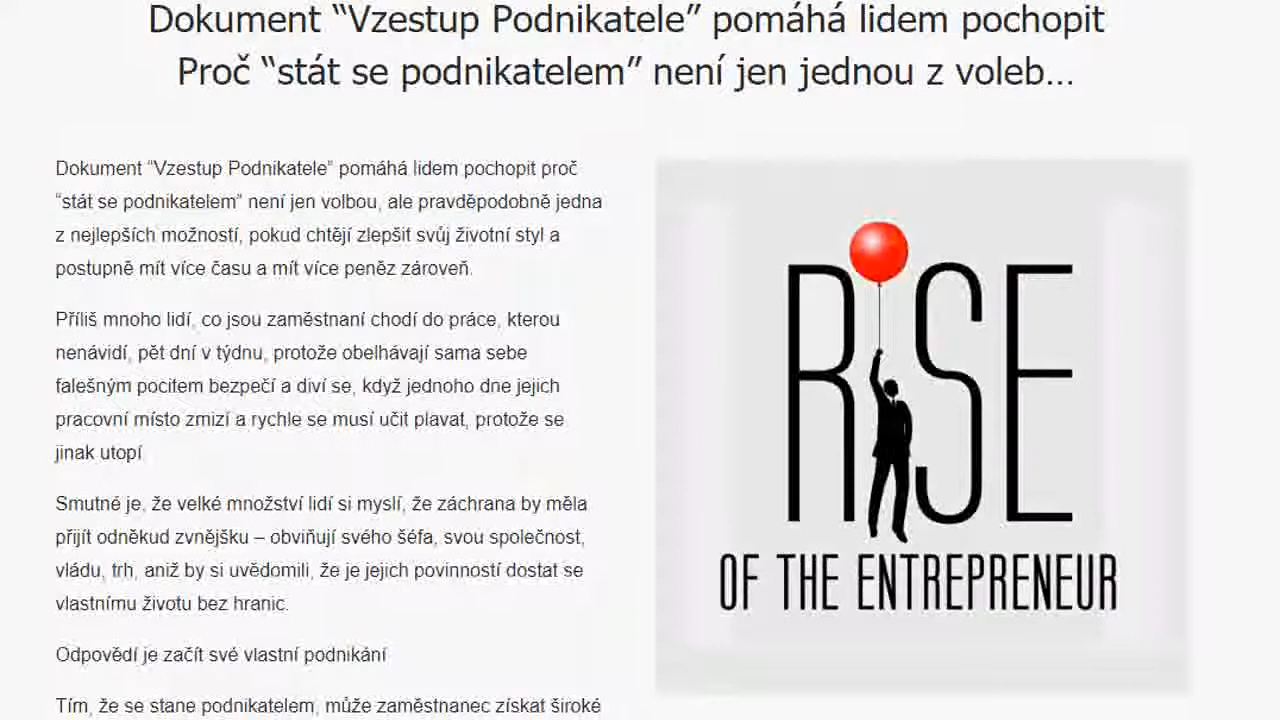 Dokument “Vzestup Podnikatele” pomáhá lidem pochopit
Proč “stát se podnikatelem” není jen jednou z voleb...
Dokument “Vzestup Podnikatele” pomáhá lidem pochopit proč
“stát se podnikatelem” není jen volbou, ale pravděpodobně jedna
z nejlepších možností, pokud chtějí zlepšit svůj životní styl a
postupně mít více času a mít více peněz zároveň.
Příliš mnoho lidí, co jsou zaměstnaní chodí do práce, kterou
nenávidí, pět dní v týdnu, protože obelhávají sama sebe
falešným pocitem bezpečí a diví se, když jednoho dne jejich
pracovní místo zmizí a rychle se musí učit plavat, protože se
jinak utopí.
Smutné je, že velké množství lidí si myslí, že záchrana by měla
přijít odněkud zvnějšku – obviňují svého šéfa, svou společnost,
vládu, trh, aniž by si uvědomili, že je jejich povinností dostat se
vlastnímu životu bez hranic.
Odpovědí je začít své vlastní podnikání
Tím, že se stane podnikatelem, může zaměstnanec získat široké
RISE
OF THE ENTREPRENEUR